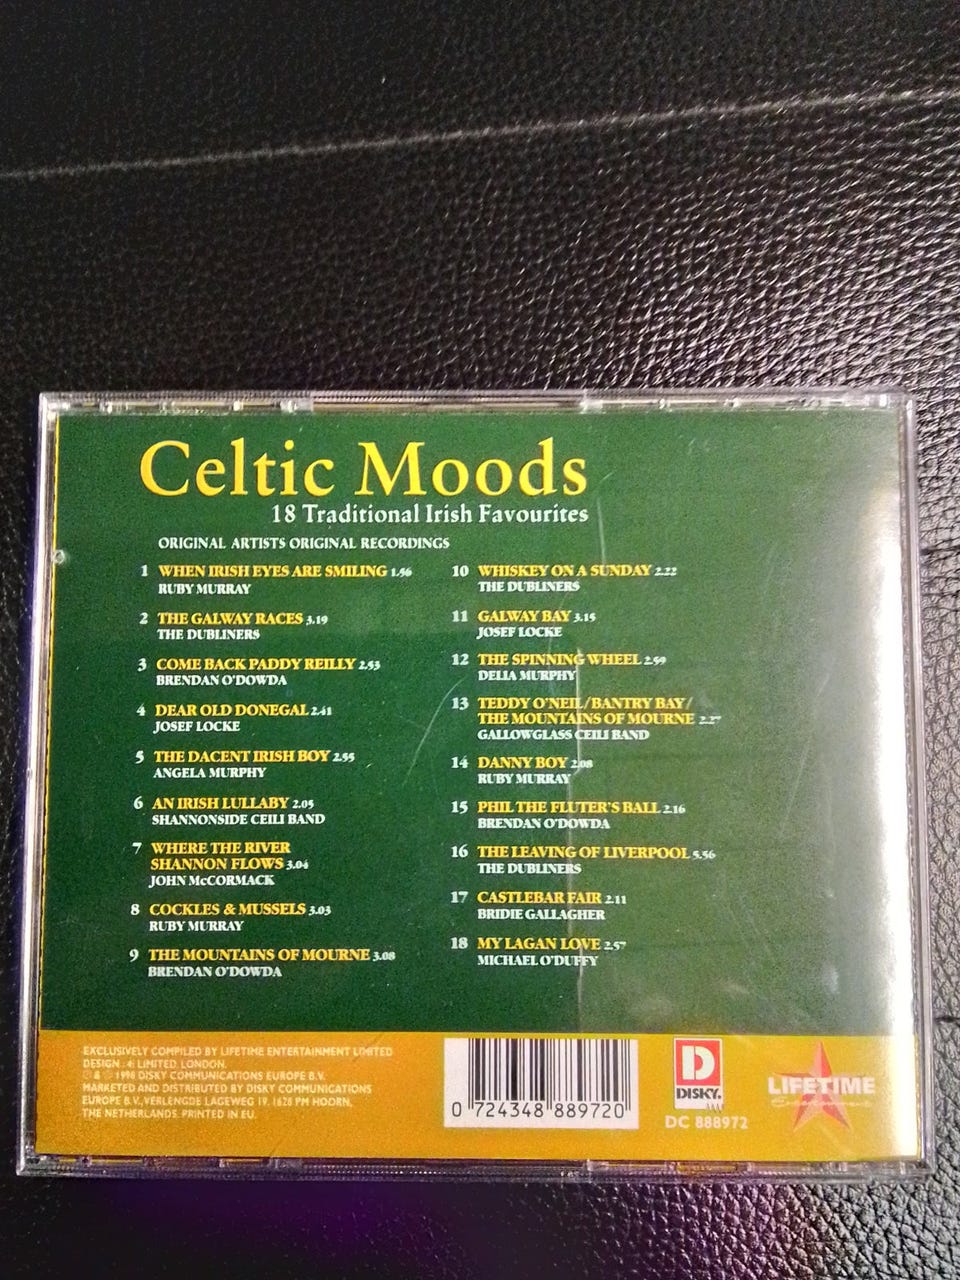 Celtic Moods
18 Traditional Irish Favourites
ORIGINAL ARTISTS ORIGINAL RECORDINGS
1 WHEN IRISH EYES ARE SMILING 1.56
RUBY MURRAY
2 THE GALWAY RACES 3.19
THE DUBLINERS
3 COME BACK PADDY REILLY 2.53
BRENDAN O'DOWDA
4 DEAR OLD DONEGAL 2.41
JOSEF LOCKE
5 THE DACENT IRISH BOY 2.55
ANGELA MURPHY
6 AN IRISH LULLABY 2.05
SHANNONSIDE CEILI BAND
7 WHERE THE RIVER
SHANNON FLOWS 3.04
JOHN McCORMACK
8 COCKLES & MUSSELS 3.03
RUBY MURRAY
9 THE MOUNTAINS OF MOURNE 3.08
BRENDAN O'DOWDA
10 WHISKEY ON A SUNDAY 2.22
THE DUBLINERS
11 GALWAY BAY 3.15
JOSEF LOCKE
12 THE SPINNING WHEEL 2.59
DELIA MURPHY
13 TEDDY O'NEIL/BANTRY BAY/
THE MOUNTAINS OF MOURNE 2.27
GALLOWGLASS CEILI BAND
14 DANNY BOY 2.08
RUBY MURRAY
15 PHIL THE FLUTER'S BALL 2.16
BRENDAN O'DOWDA
16 THE LEAVING OF LIVERPOOL 5.56
THE DUBLINERS
17 CASTLEBAR FAIR 2.11
BRIDIE GALLAGHER
18 MY LAGAN LOVE 2.57
MICHAEL O'DUFFY
EXCLUSIVELY COMPILED BY LIFETIME ENTERTAINMENT LIMITED
DESIGN: 4i LIMITED, LONDON.
℗ & © 1998 DISKY COMMUNICATIONS EUROPE B.V.
MARKETED AND DISTRIBUTED BY DISKY COMMUNICATIONS
EUROPE B.V., VERLENGDE LAGEWEG 19, 1628 PM HOORN,
THE NETHERLANDS. PRINTED IN EU.
0 724348 889720
D
DISKY.
DC 888972
LIFETIME
Entertainment